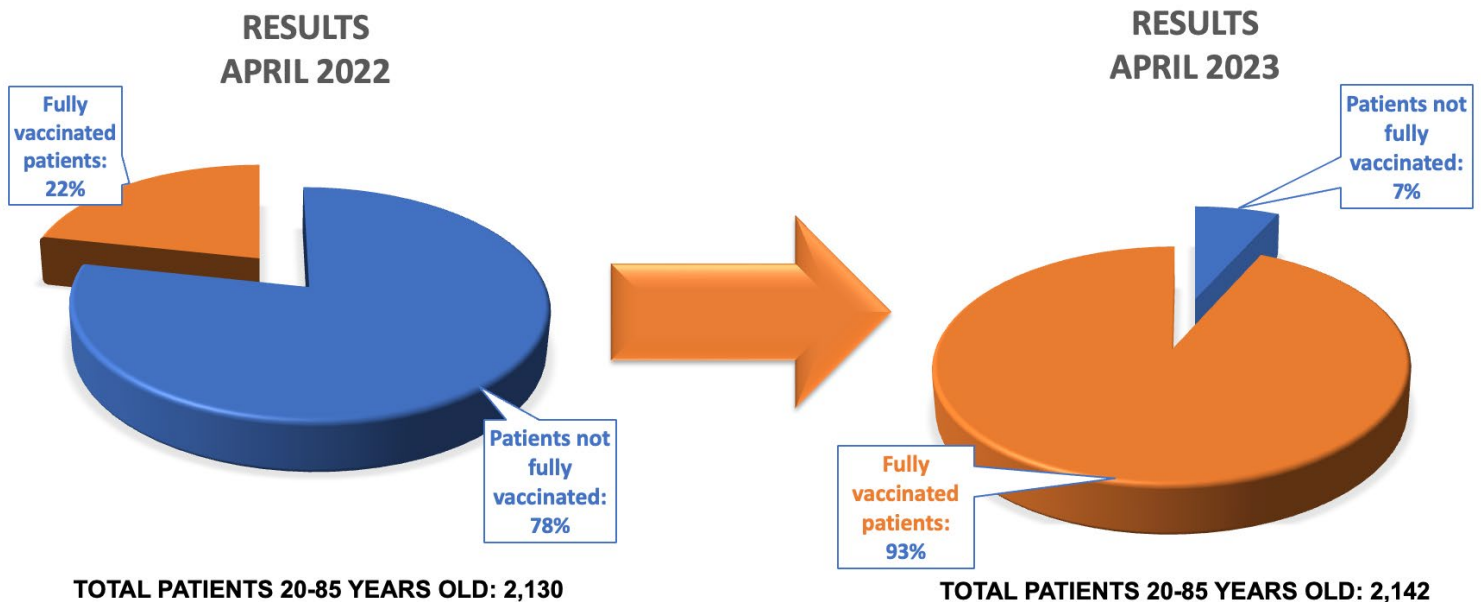 RESULTS
APRIL 2022
Fully
vaccinated
patients:
22%
Patients not
fully
vaccinated:
78%
TOTAL PATIENTS 20-85 YEARS OLD: 2,130
RESULTS
APRIL 2023
Patients not
fully
vaccinated:
7%
Fully
vaccinated
patients:
93%
TOTAL PATIENTS 20-85 YEARS OLD: 2,142